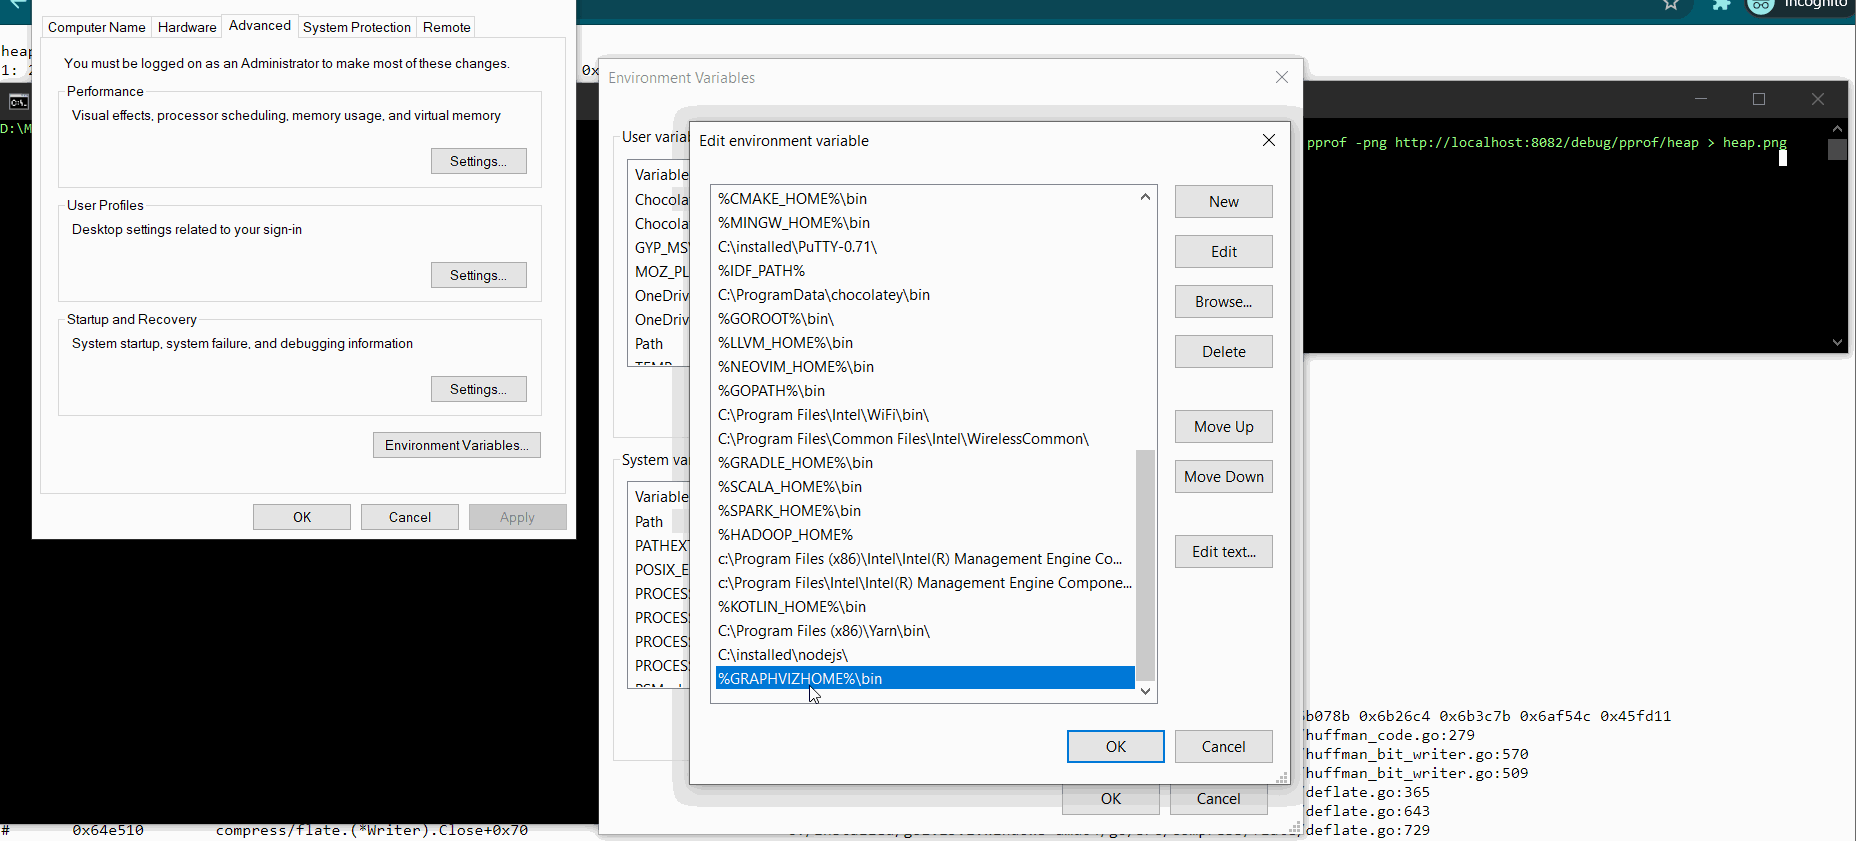 Incognito
Computer Name
Hardware
Advanced
System Protection
Remote
You must be logged on as an Administrator to make most of these changes.
Performance
Visual effects, processor scheduling, memory usage, and virtual memory
Settings...
User Profiles
Desktop settings related to your sign-in
Settings...
Startup and Recovery
System startup, system failure, and debugging information
Settings...
Environment Variables...
OK
Cancel
Apply
heap
1: 2
0x
C:\.
D:\M
Environment Variables
User varial
Variable
Chocola
Chocola
GYP_MS
MOZ_PL
OneDriv
OneDriv
Path
TEMP
System va
Variable
Path
PATHEXT
POSIX_E
PROCESS
PROCESS
PROCESS
PROCESS
OK
Cancel
Edit environment variable
%CMAKE_HOME%\bin
%MINGW_HOME%\bin
C:\installed\PuTTY-0.71\
%IDF_PATH%
C:\ProgramData\chocolatey\bin
%GOROOT%\bin\
%LLVM_HOME%\bin
%NEOVIM_HOME%\bin
%GOPATH%\bin
C:\Program Files\Intel\WiFi\bin\
C:\Program Files\Common Files\Intel\WirelessCommon\
%GRADLE_HOME%\bin
%SCALA_HOME%\bin
%SPARK_HOME%\bin
%HADOOP_HOME%
c:\Program Files (x86)\Intel\Intel(R) Management Engine Co...
c:\Program Files\Intel\Intel(R) Management Engine Compone...
%KOTLIN_HOME%\bin
C:\Program Files (x86)\Yarn\bin\
C:\installed\nodejs\
%GRAPHVIZHOME%\bin
New
Edit
Browse...
Delete
Move Up
Move Down
Edit text...
OK
Cancel
pprof -png http://localhost:8082/debug/pprof/heap > heap.png
6b078b 0x6b26c4 0x6b3c7b 0x6af54c 0x45fd11
/huffman_code.go:279
/huffman_bit_writer.go:570
/huffman_bit_writer.go:509
/deflate.go:365
/deflate.go:643
# 0x64e510 compress/flate.(*Writer).Close+0x70 /deflate.go:729